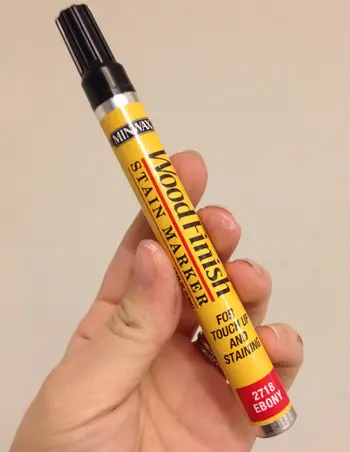 MINWAX
Wood Finish
STAIN MARKER
FOR
TOUCH UP
AND
STAINING
2718
EBONY